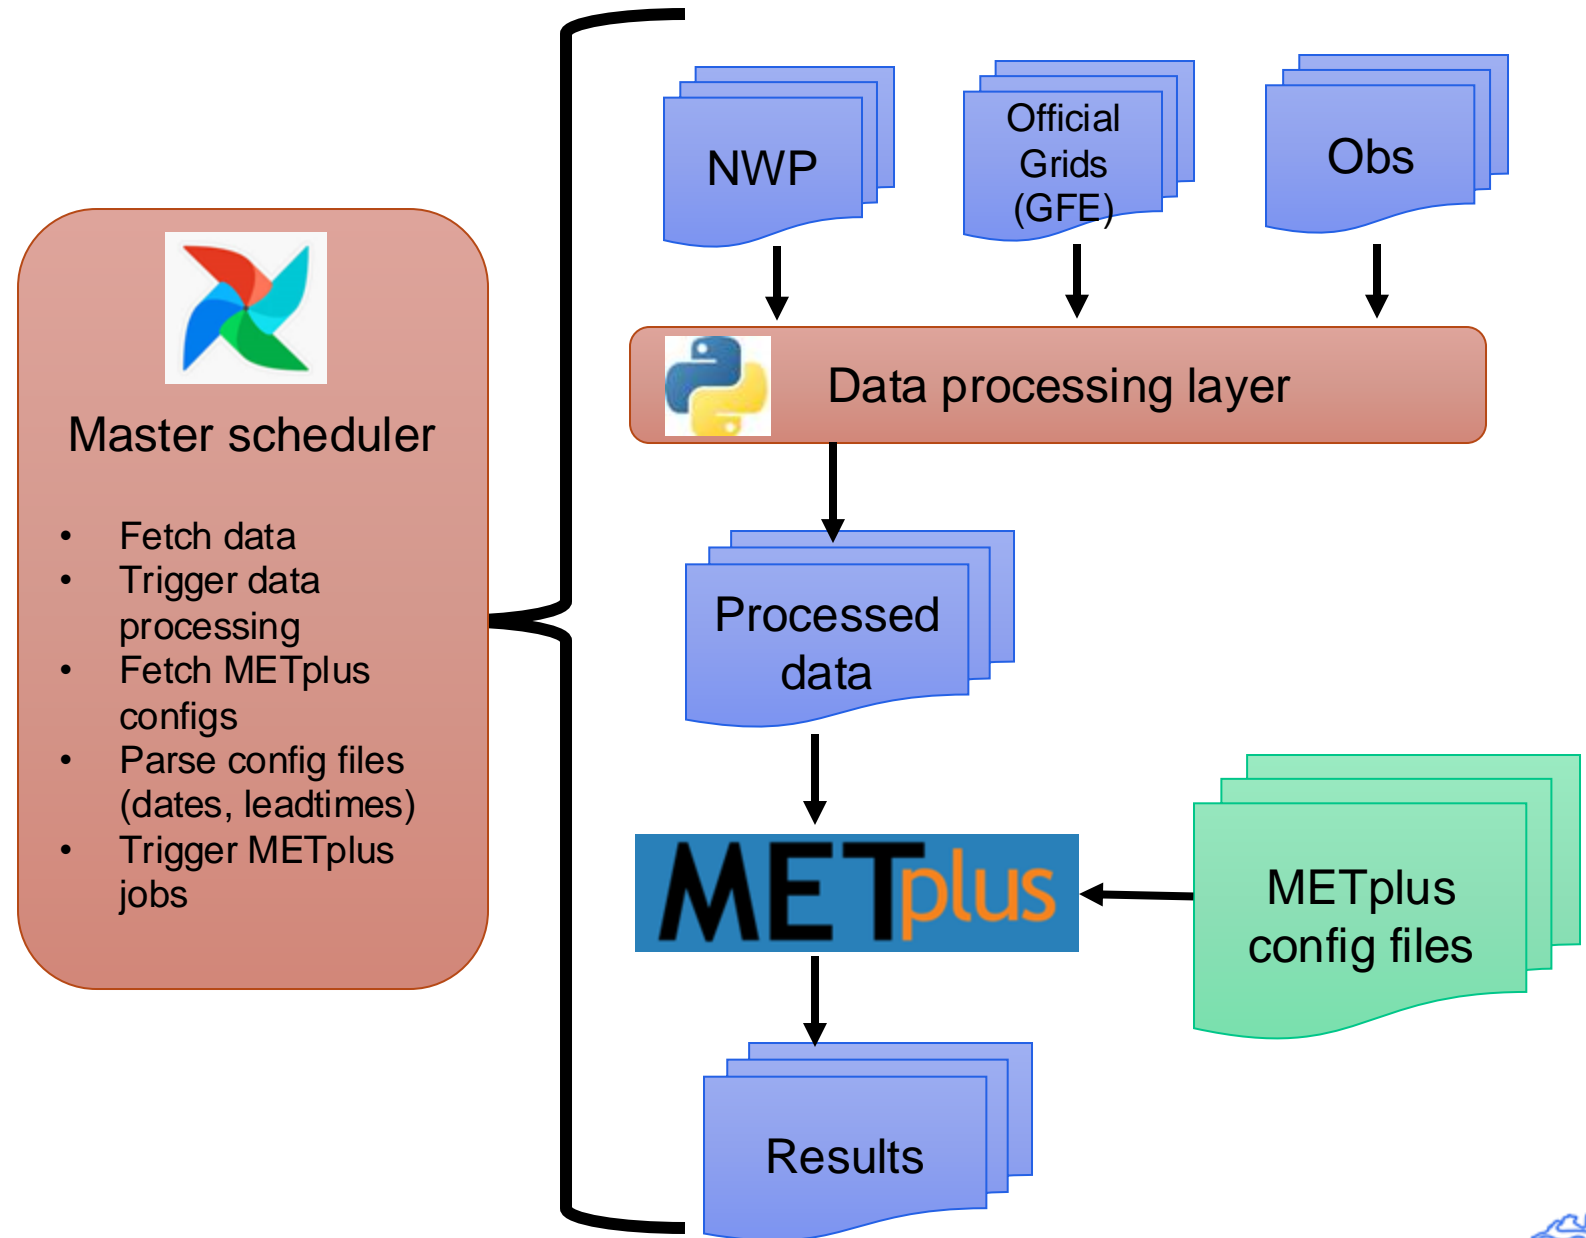 Master scheduler
• Fetch data
• Trigger data
processing
• Fetch METplus
configs
• Parse config files
(dates, leadtimes)
• Trigger METplus
jobs
NWP
Official
Grids
(GFE)
Obs
Data processing layer
Processed
data
METplus
METplus
config files
Results